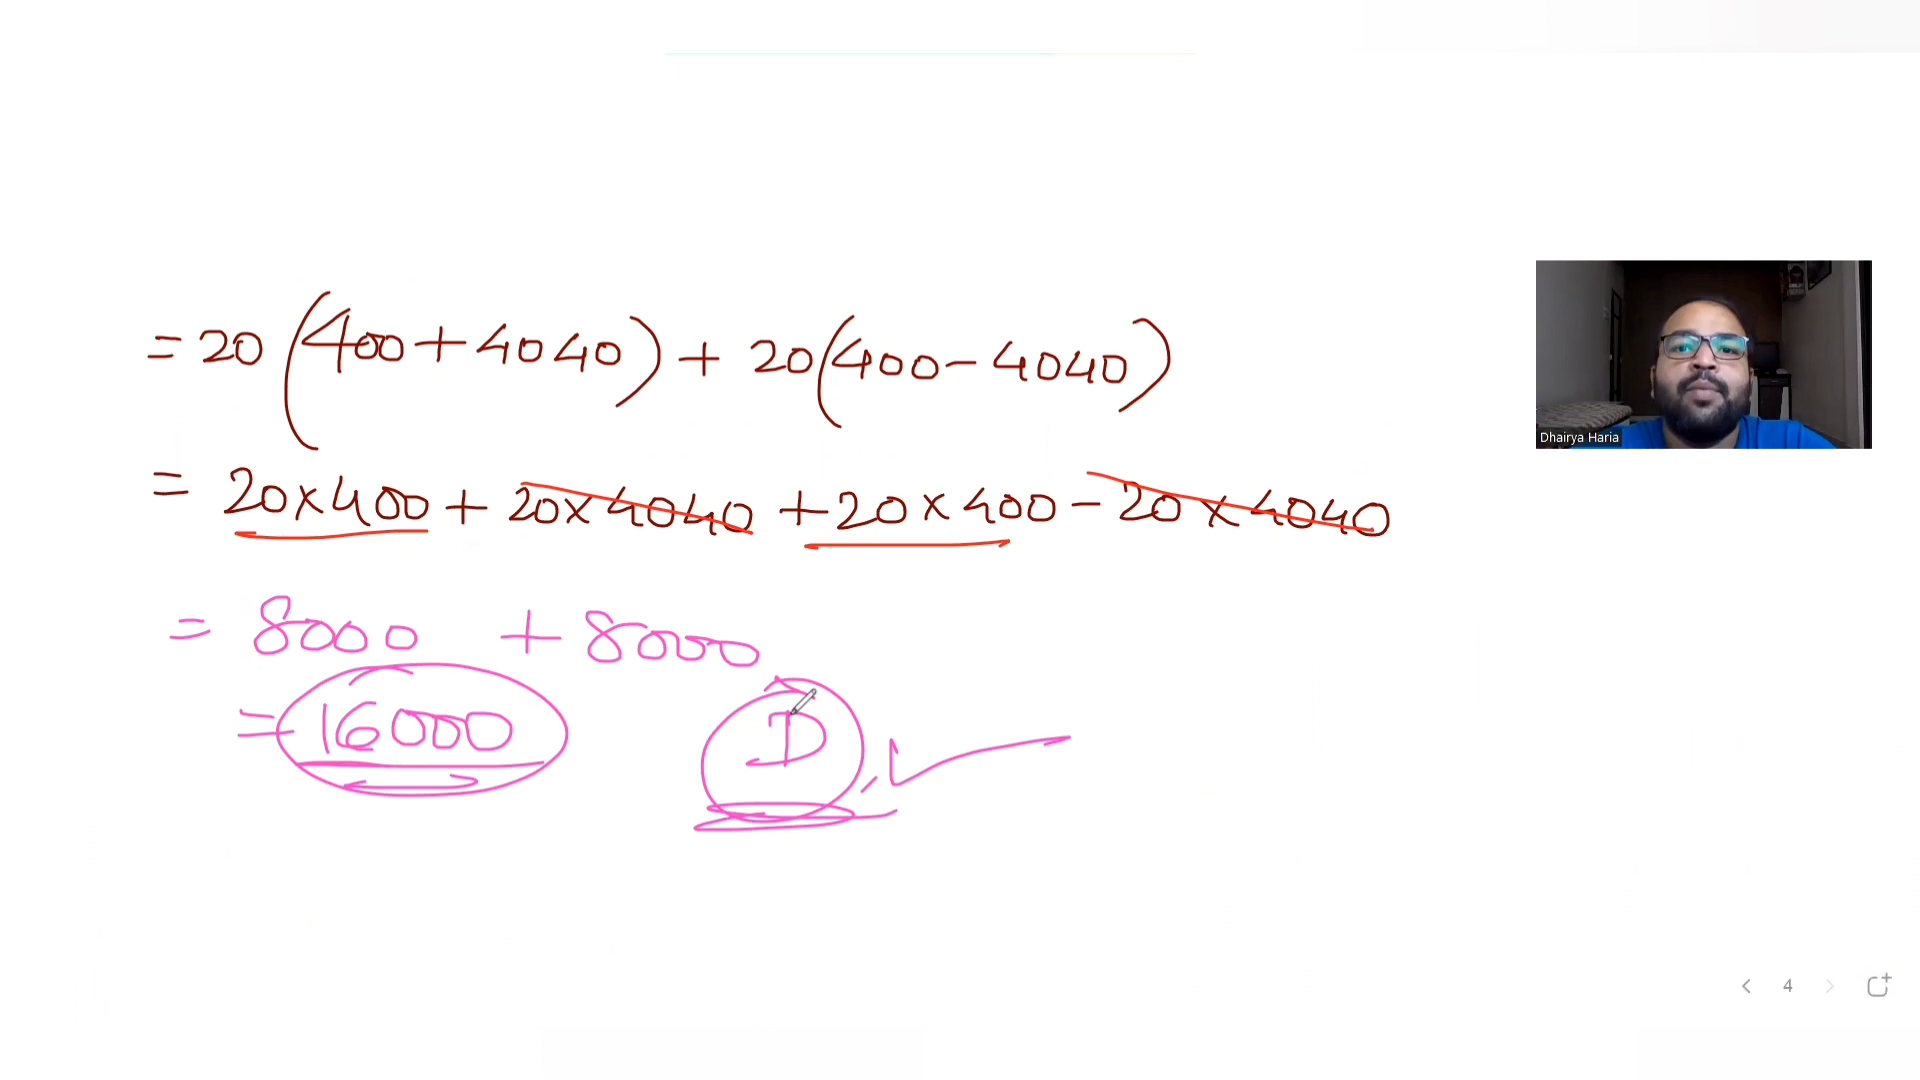 = 20 (400 + 4040) + 20 (400 - 4040)
= 20 x 400 + 20 x 4040 + 20 x 400 - 20 x 4040
= 8000 + 8000
= 16000
D
Dhairya Haria
4